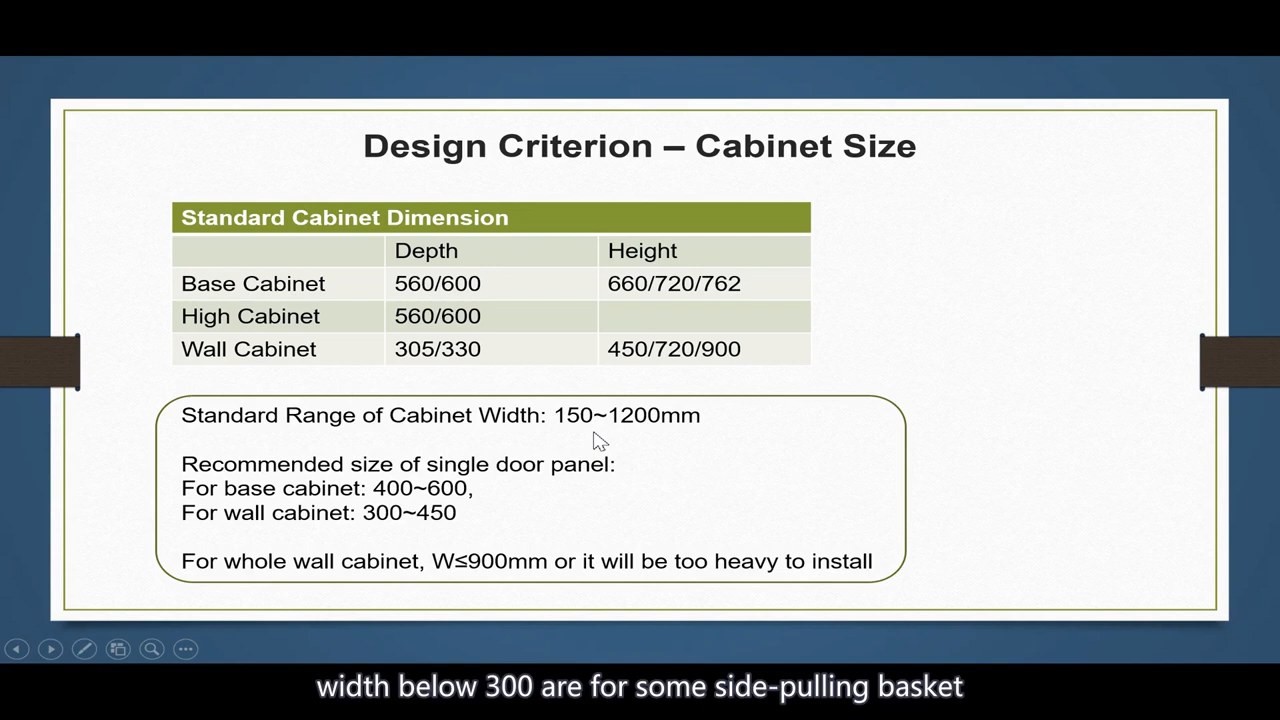 Design Criterion – Cabinet Size
Standard Cabinet Dimension
Depth Height
Base Cabinet 560/600 660/720/762
High Cabinet 560/600
Wall Cabinet 305/330 450/720/900
Standard Range of Cabinet Width: 150~1200mm
Recommended size of single door panel:
For base cabinet: 400~600,
For wall cabinet: 300~450
For whole wall cabinet, W≤900mm or it will be too heavy to install
width below 300 are for some side-pulling basket